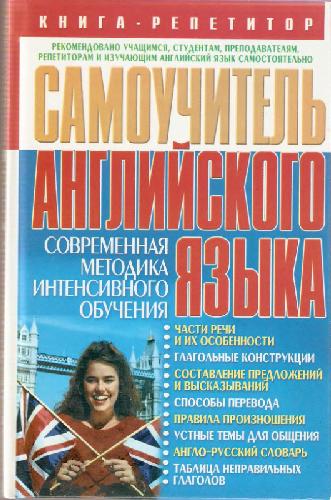 КНИГА-РЕПЕТИТОР
РЕКОМЕНДОВАНО УЧАЩИМСЯ, СТУДЕНТАМ, ПРЕПОДАВАТЕЛЯМ,
РЕПЕТИТОРАМ И ИЗУЧАЮЩИМ АНГЛИЙСКИЙ ЯЗЫК САМОСТОЯТЕЛЬНО
САМОУЧИТЕЛЬ
АНГЛИЙСКОГО
ЯЗЫКА
СОВРЕМЕННАЯ
МЕТОДИКА
ИНТЕНСИВНОГО
ОБУЧЕНИЯ
ЧАСТИ РЕЧИ
И ИХ ОСОБЕННОСТИ
ГЛАГОЛЬНЫЕ КОНСТРУКЦИИ
СОСТАВЛЕНИЕ ПРЕДЛОЖЕНИЙ
И ВЫСКАЗЫВАНИЙ
СПОСОБЫ ПЕРЕВОДА
ПРАВИЛА ПРОИЗНОШЕНИЯ
УСТНЫЕ ТЕМЫ ДЛЯ ОБЩЕНИЯ
АНГЛО-РУССКИЙ СЛОВАРЬ
ТАБЛИЦА НЕПРАВИЛЬНЫХ
ГЛАГОЛОВ